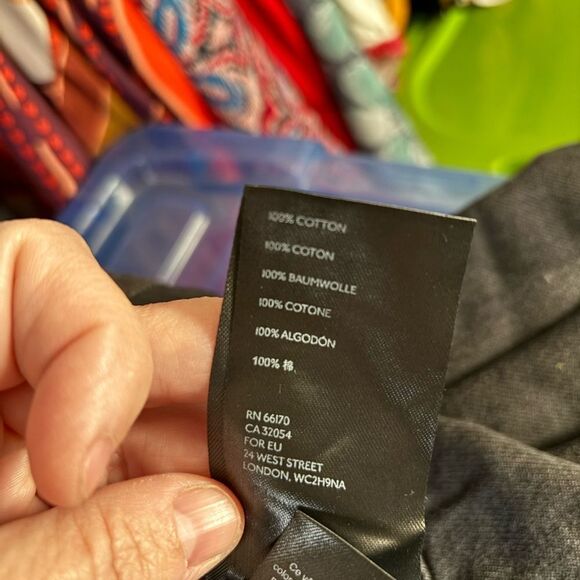 100% COTTON
100% COTON
100% BAUMWOLLE
100% COTONE
100% ALGODÓN
100% 棉
RN 66170
CA 32054
FOR EU
24 WEST STREET
LONDON, WC2H9NA
Ce